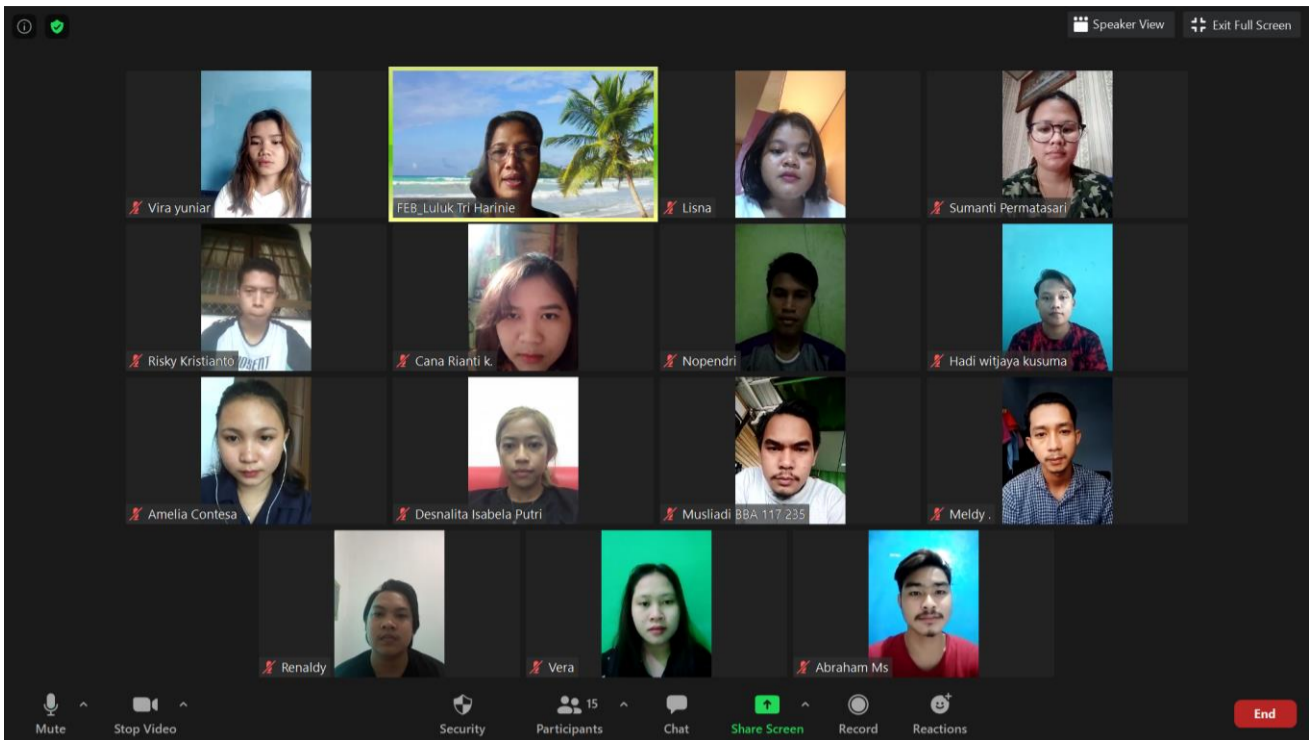 Speaker View
Exit Full Screen
Vira yuniar
FEB_Luluk Tri Harinie
Lisna
Sumanti Permatasari
Risky Kristianto
Cana Rianti k.
Nopendri
Hadi witjaya kusuma
Amelia Contesa
Desnalita Isabela Putri
Musliadi BBA 117 235
Meldy .
Renaldy
Vera
Abraham Ms
Mute
Stop Video
Security
15
Participants
Chat
Share Screen
Record
Reactions
End